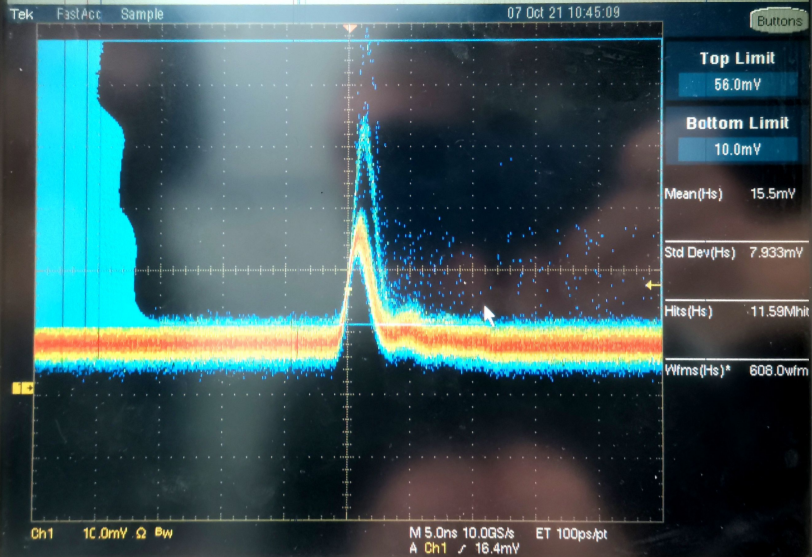 Tek FastAcc Sample 07 Oct 21 10:45:09
Buttons
Top Limit
56.0mV
Bottom Limit
10.0mV
Mean(Hs) 15.5mV
Std Dev(Hs) 7.933mV
Hits(Hs) 11.59Mhit
Wfms(Hs)* 608.0wfm
1
Ch1 10.0mV Ω Bw M 5.0ns 10.0GS/s ET 100ps/pt
A Ch1 ⁄ 16.4mV